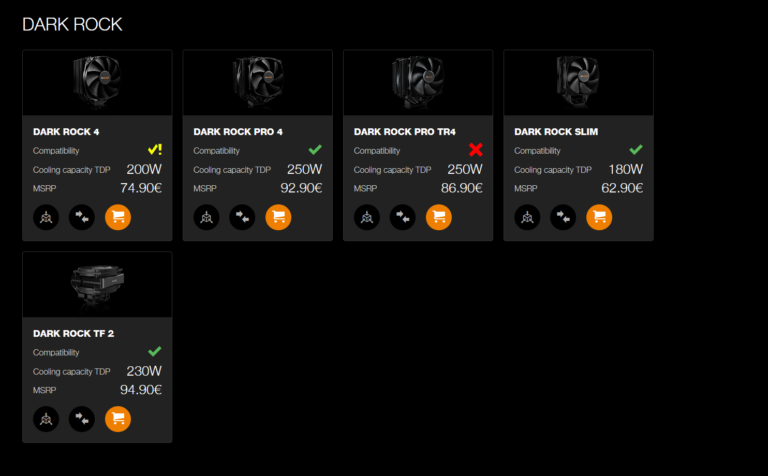 DARK ROCK
DARK ROCK 4
Compatibility
Cooling capacity TDP 200W
MSRP 74.90€
DARK ROCK PRO 4
Compatibility
Cooling capacity TDP 250W
MSRP 92.90€
DARK ROCK PRO TR4
Compatibility
Cooling capacity TDP 250W
MSRP 86.90€
DARK ROCK SLIM
Compatibility
Cooling capacity TDP 180W
MSRP 62.90€
DARK ROCK TF 2
Compatibility
Cooling capacity TDP 230W
MSRP 94.90€